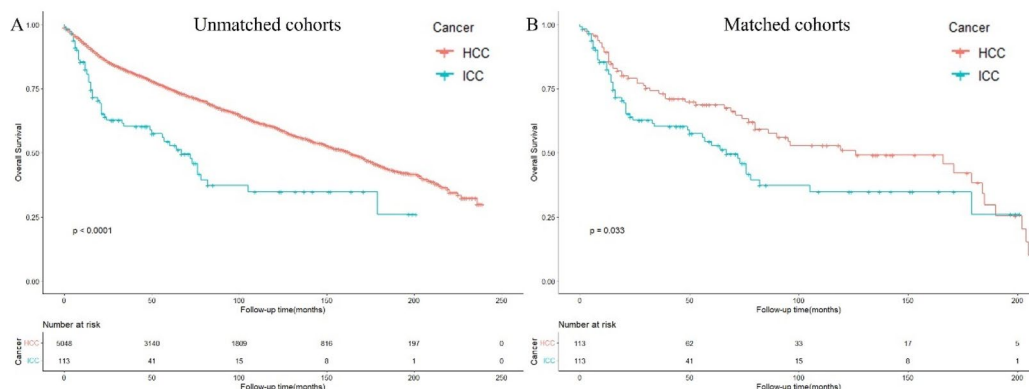 A Unmatched cohorts
Cancer
HCC
ICC
1.00
0.75
0.50
0.25
0.00
Overall Survival
p < 0.0001
0 50 100 150 200 250
Follow-up time(months)
Number at risk
Cancer
HCC 5048 3140 1809 816 197 0
ICC 113 41 15 8 1 0
0 50 100 150 200 250
Follow-up time(months)
B Matched cohorts
Cancer
HCC
ICC
1.00
0.75
0.50
0.25
0.00
Overall Survival
p = 0.033
0 50 100 150 200
Follow-up time(months)
Number at risk
Cancer
HCC 113 62 33 17 5
ICC 113 41 15 8 1
0 50 100 150 200
Follow-up time(months)